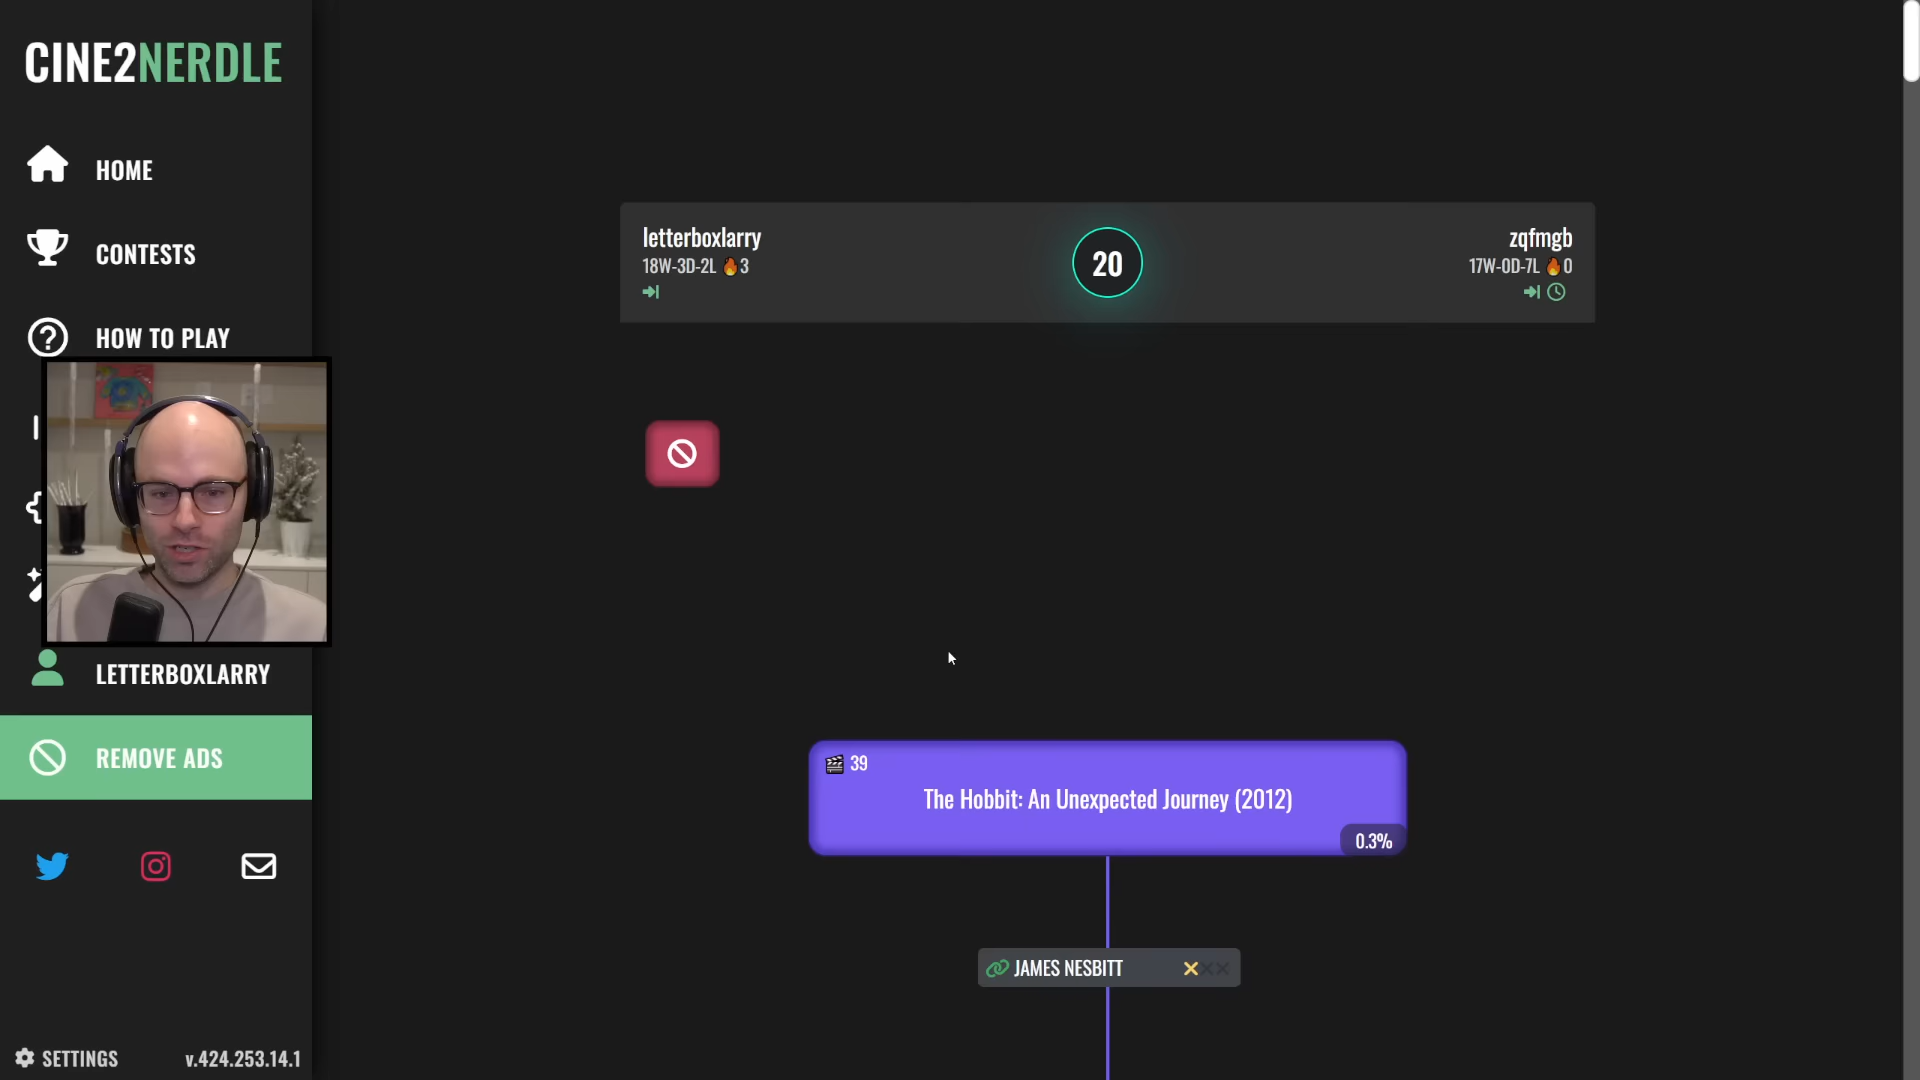 CINE2NERDLE
HOME
CONTESTS
HOW TO PLAY
LETTERBOXLARRY
REMOVE ADS
SETTINGS
v.424.253.14.1
letterboxlarry
18W-3D-2L 🔥3
20
zqfmgb
17W-0D-7L 🔥0
39
The Hobbit: An Unexpected Journey (2012)
0.3%
JAMES NESBITT